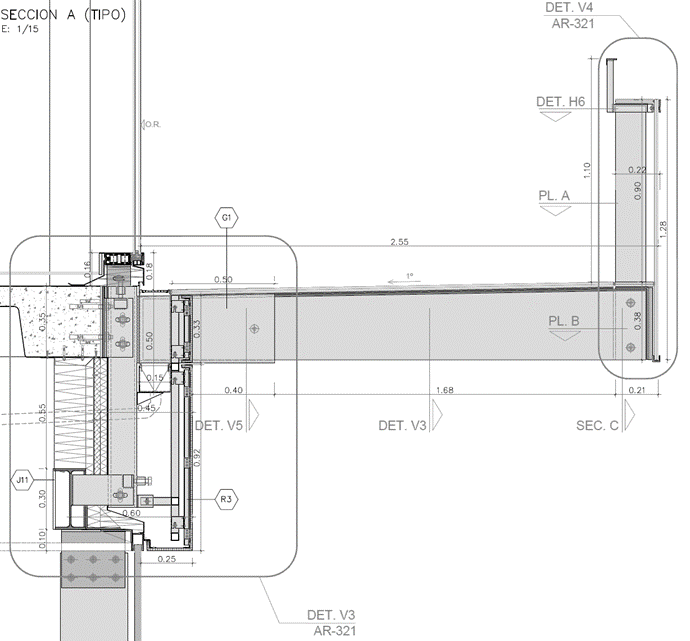 SECCION A (TIPO)
E: 1/15
DET. V4
AR-321
O.R.
DET. H6
1.10
0.22
0.90
PL. A
1.28
G1
2.55
0.16
0.18
0.50
1°
0.35
0.50
0.33
0.38
PL. B
0.15
0.45
0.40
1.68
0.21
DET. V5
DET. V3
SEC. C
0.55
0.92
J11
0.30
R3
0.60
0.10
0.25
DET. V3
AR-321